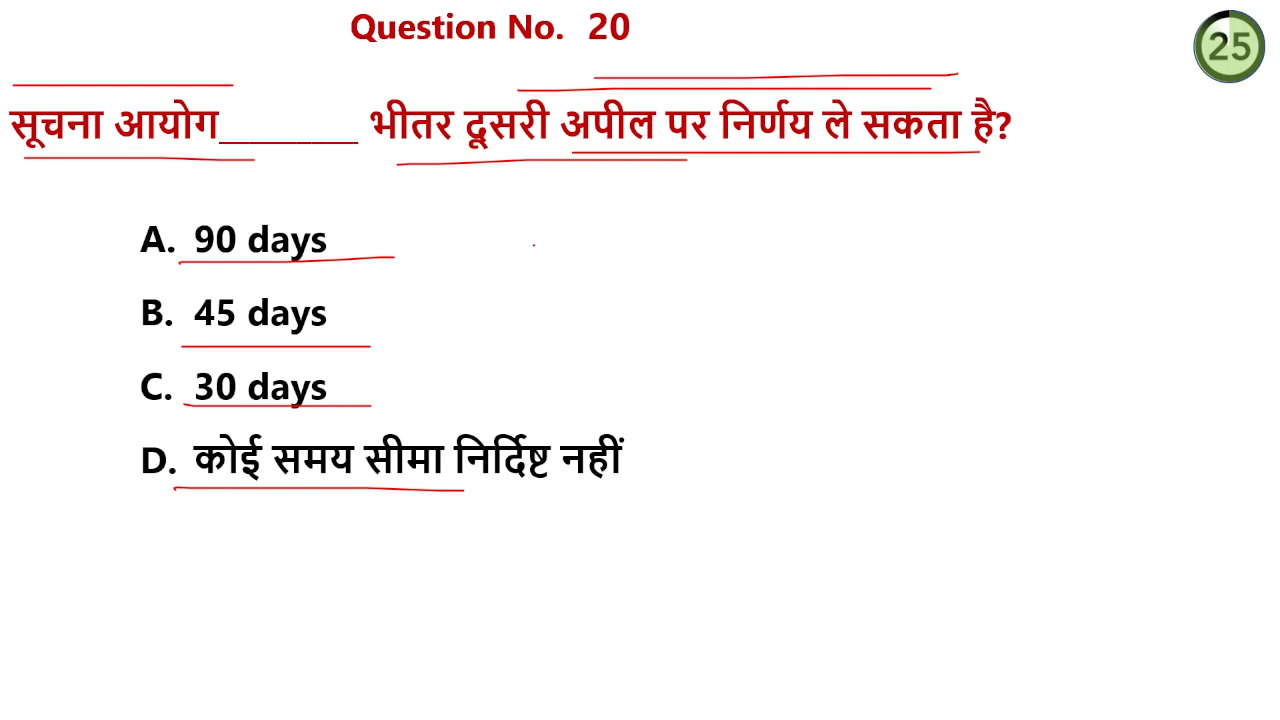 Question No. 20
25
सूचना आयोग_______ भीतर दूसरी अपील पर निर्णय ले सकता है?
A. 90 days
B. 45 days
C. 30 days
D. कोई समय सीमा निर्दिष्ट नहीं